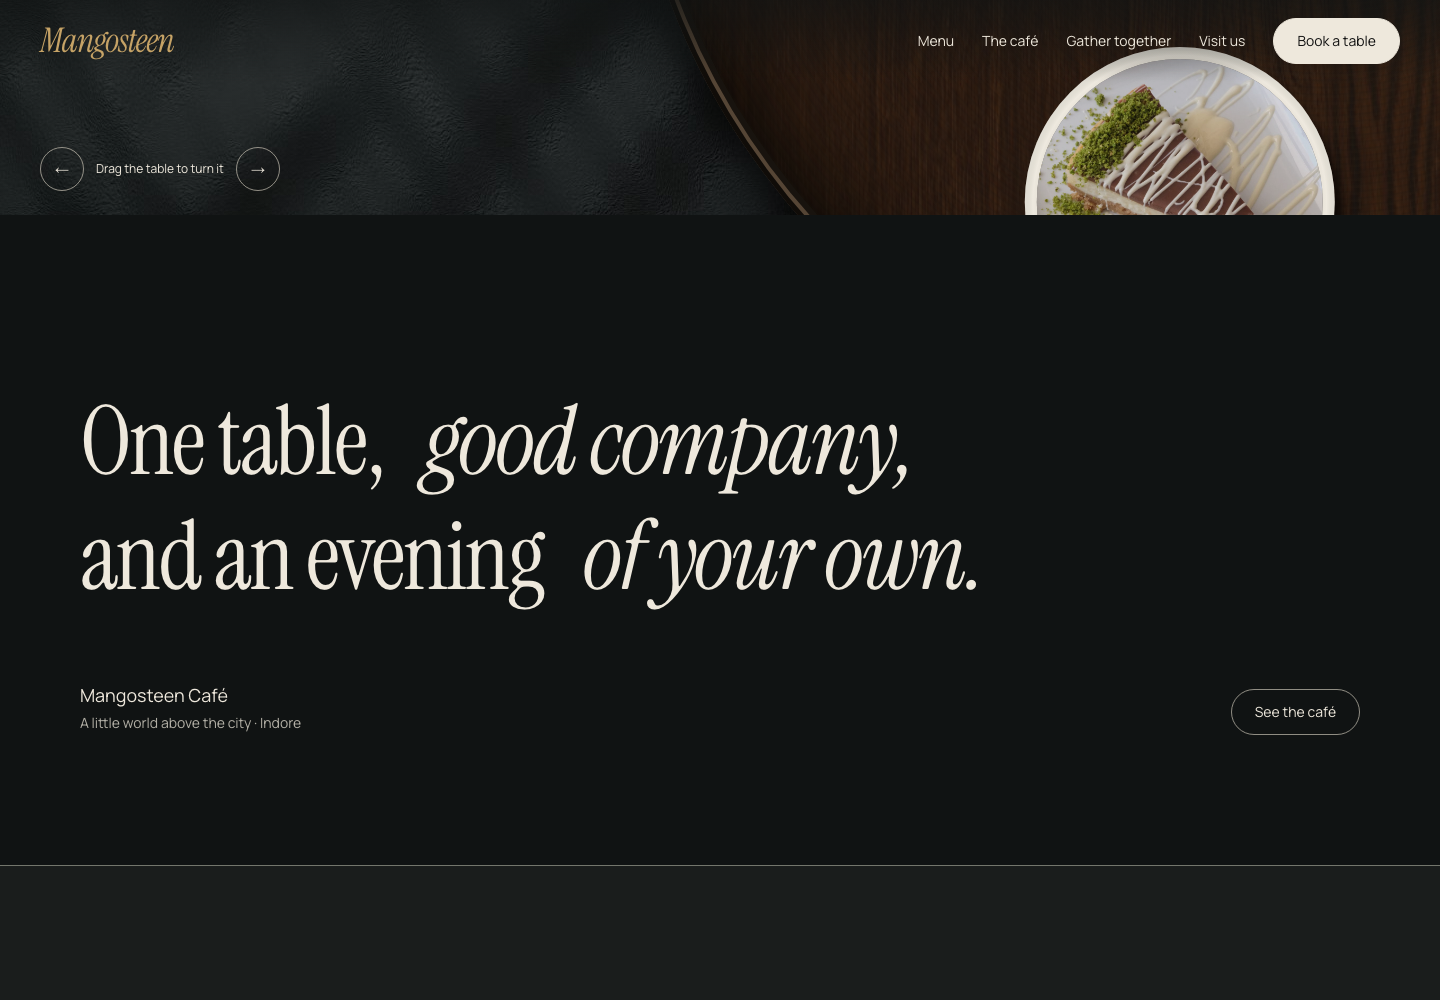 Mangosteen
Menu
The café
Gather together
Visit us
Book a table
← Drag the table to turn it →
One table, good company,
and an evening of your own.
Mangosteen Café
A little world above the city · Indore
See the café